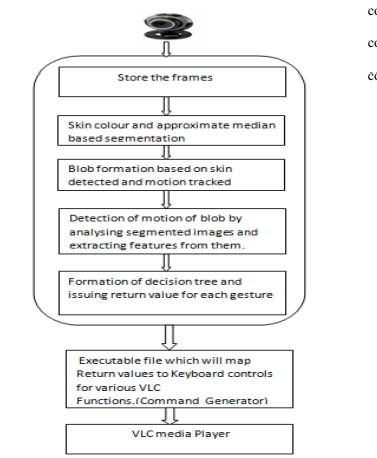 Store the frames
Skin colour and approximate median
based segmentation
Blob formation based on skin
detected and motion tracked
Detection of motion of blob by
analysing segmented images and
extracting features from them.
Formation of decision tree and
issuing return value for each gesture
Executable file which will map
Return values to Keyboard controls
for various VLC
Functions.(Command Generator)
VLC media Player